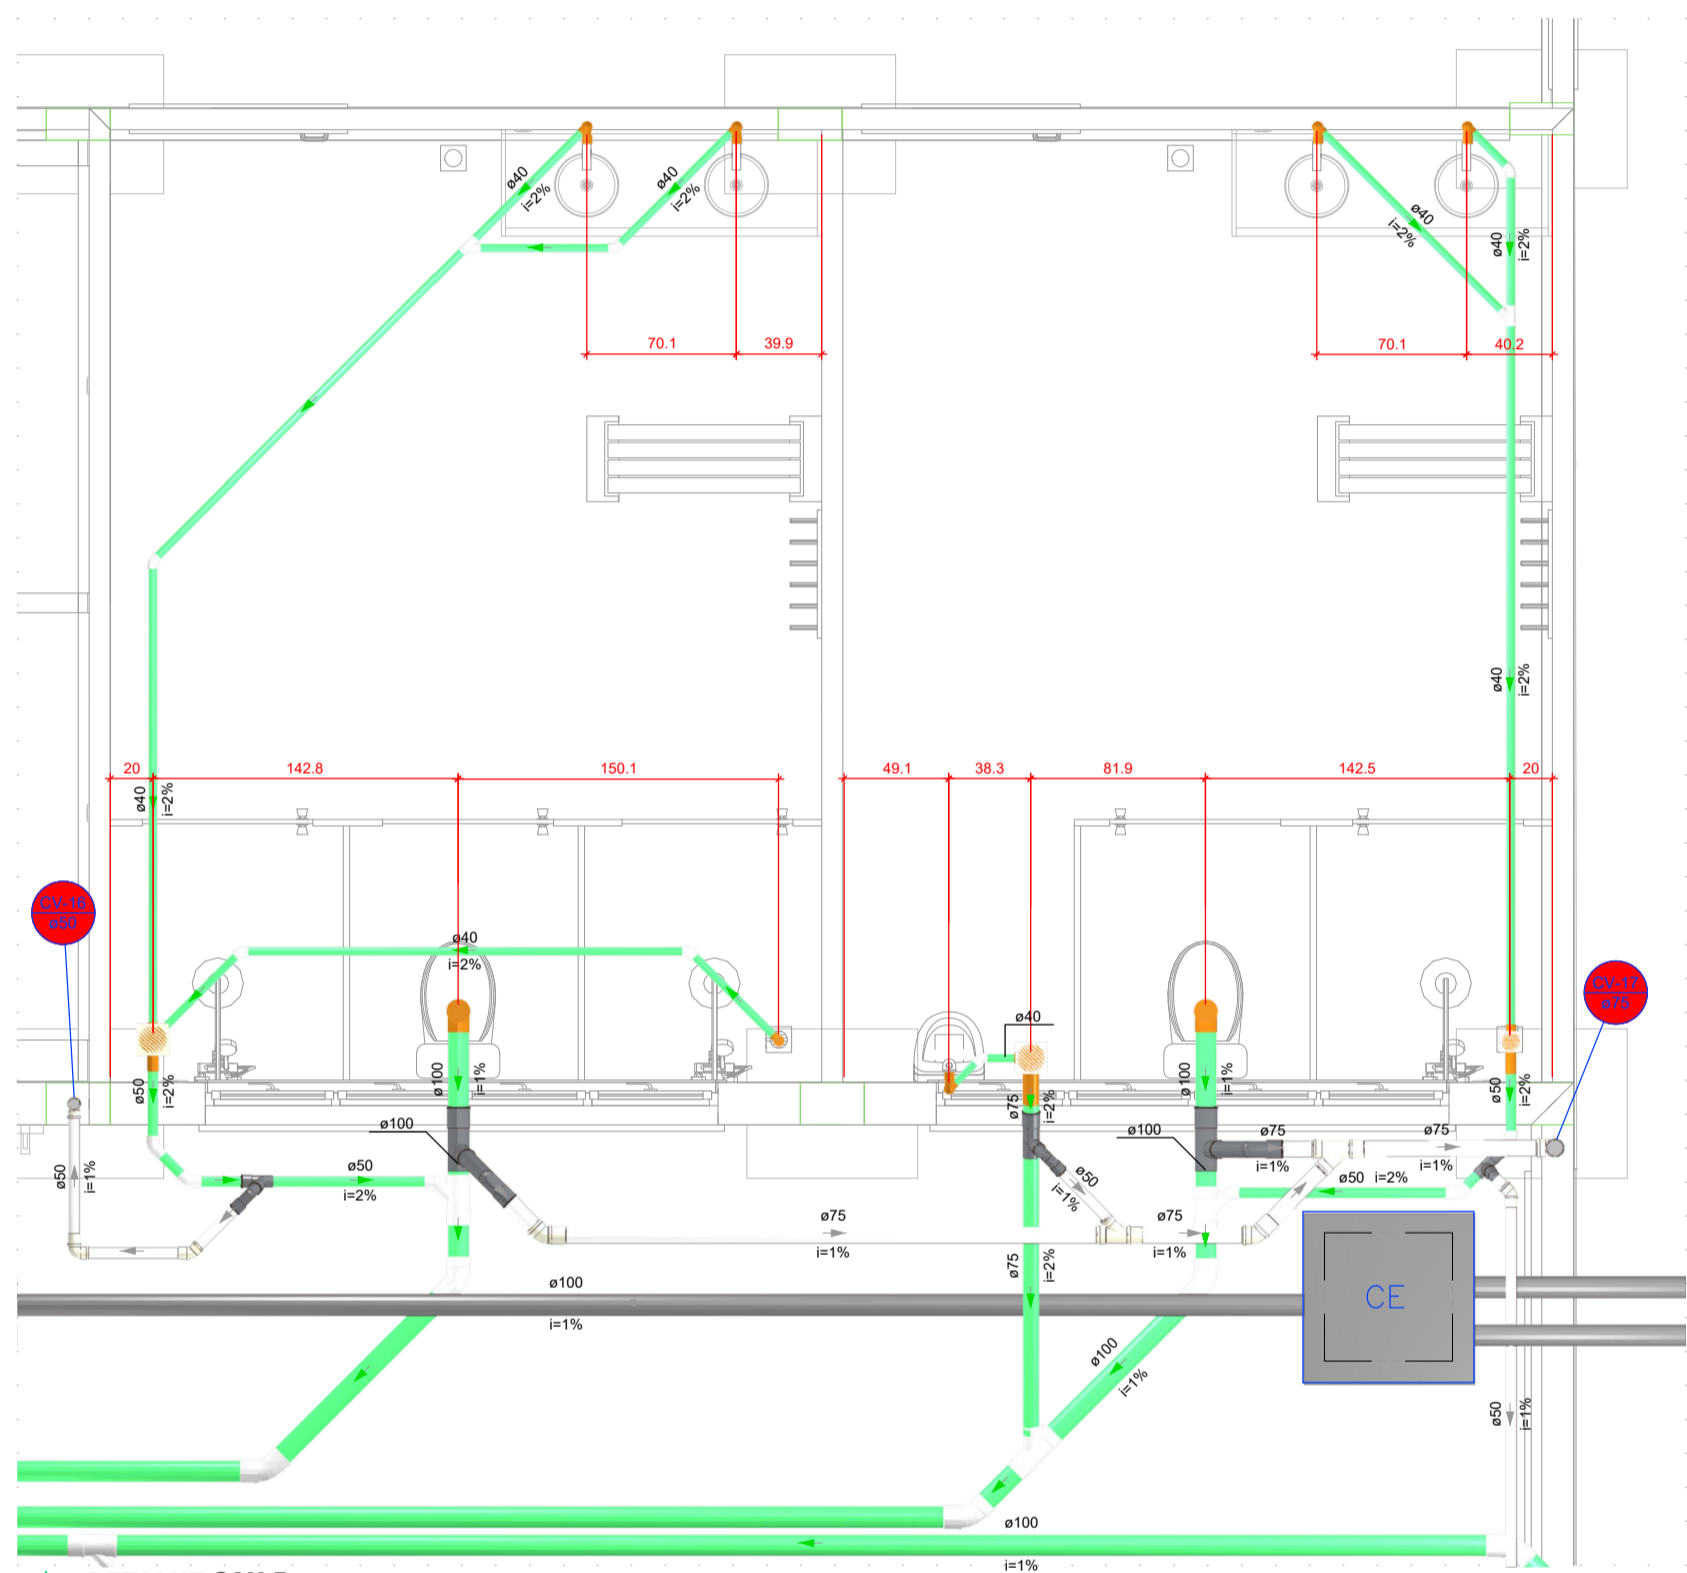 ø40
i=2%
ø40
i=2%
ø40
i=2%
ø40
i=2%
70.1
39.9
70.1
40.2
ø40
i=2%
20
142.8
150.1
49.1
38.3
81.9
142.5
20
ø40
i=2%
CV-16
ø50
ø40
i=2%
CV-17
ø75
ø40
ø50
i=2%
ø100
i=1%
ø75
i=2%
ø100
i=1%
ø50
i=2%
ø100
ø100
ø75
i=1%
ø75
i=1%
ø50
i=1%
ø50
i=2%
ø50
i=1%
ø50 i=2%
ø75
i=1%
ø75
i=1%
ø75
i=2%
ø100
i=1%
CE
ø100
i=1%
ø50
i=1%
ø100
i=1%